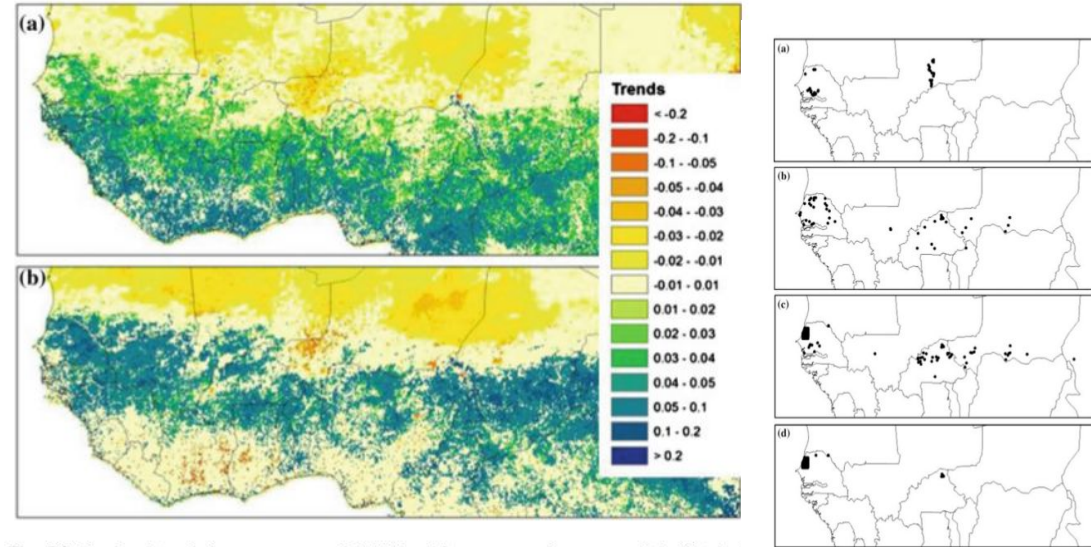 (a)
Trends
< -0.2
-0.2 - -0.1
-0.1 - -0.05
-0.05 - -0.04
-0.04 - -0.03
-0.03 - -0.02
-0.02 - -0.01
-0.01 - 0.01
0.01 - 0.02
0.02 - 0.03
0.03 - 0.04
0.04 - 0.05
0.05 - 0.1
0.1 - 0.2
> 0.2
(b)
(a)
(b)
(c)
(d)